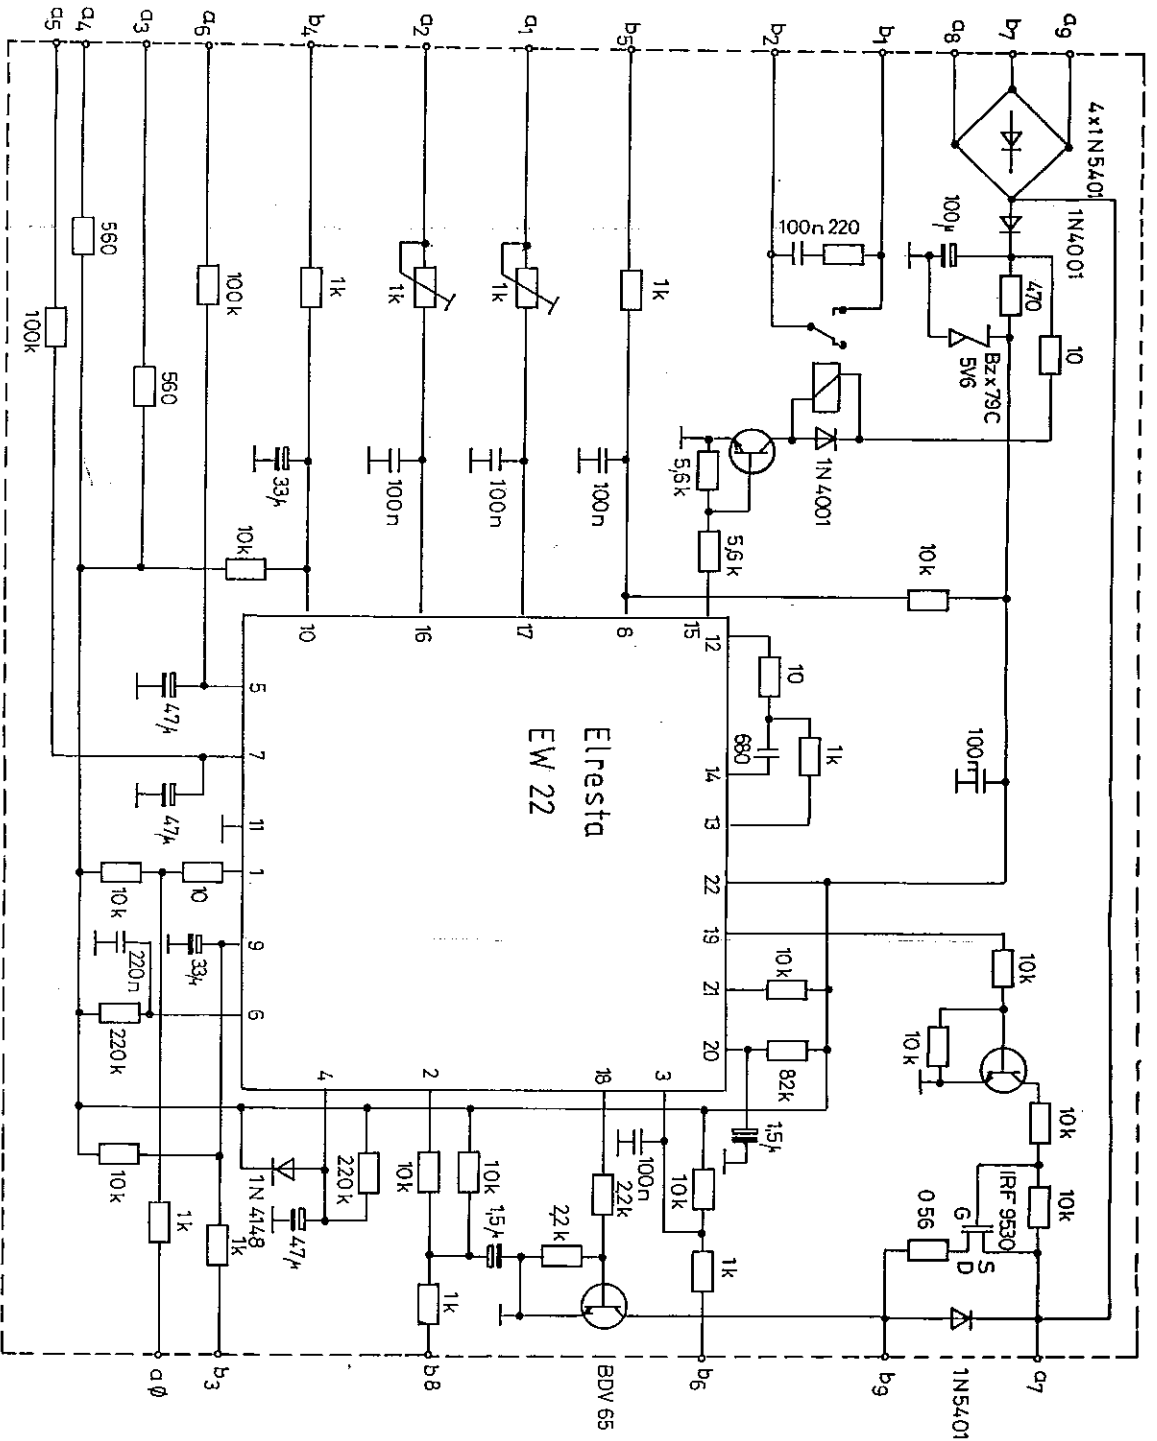 a5
a4
a3
a6
b4
a2
a1
b5
b2
b1
a8
b7
a9
4x1N5401
1N4001
100µ
470
10
Bzx79C
5V6
100n 220
1N4001
5,6k
5,6k
10k
1k
100n
1k
100n
1k
100n
1k
33µ
10k
100k
560
560
100k
10
16
17
8
15
12
14
13
22
19
21
20
3
18
2
4
6
9
1
11
7
5
Elresta
EW 22
10
680
1k
100n
10k
10k
10k
10k
IRF 9530
G
S
D
0 56
10k
82k
1,5µ
47µ
47µ
10k
10
33µ
220n
220k
10k
1k
1k
1N 4148
47µ
220k
10k
10k
1,5µ
1k
2,2k
2,2k
100n
10k
1k
1N5401
aφ
b3
b8
BDV 65
b6
b9
a7